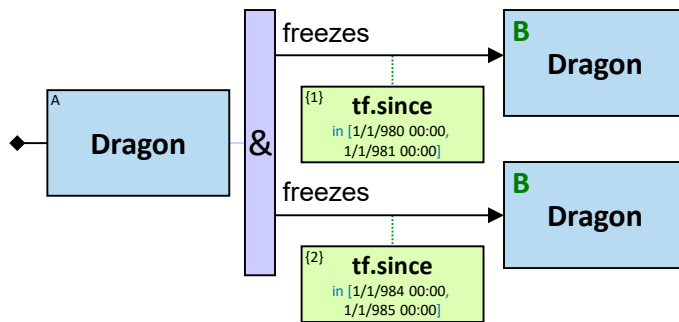 A
Dragon
&
freezes
{1}
tf.since
in [1/1/980 00:00,
1/1/981 00:00]
B
Dragon
freezes
{2}
tf.since
in [1/1/984 00:00,
1/1/985 00:00]
B
Dragon